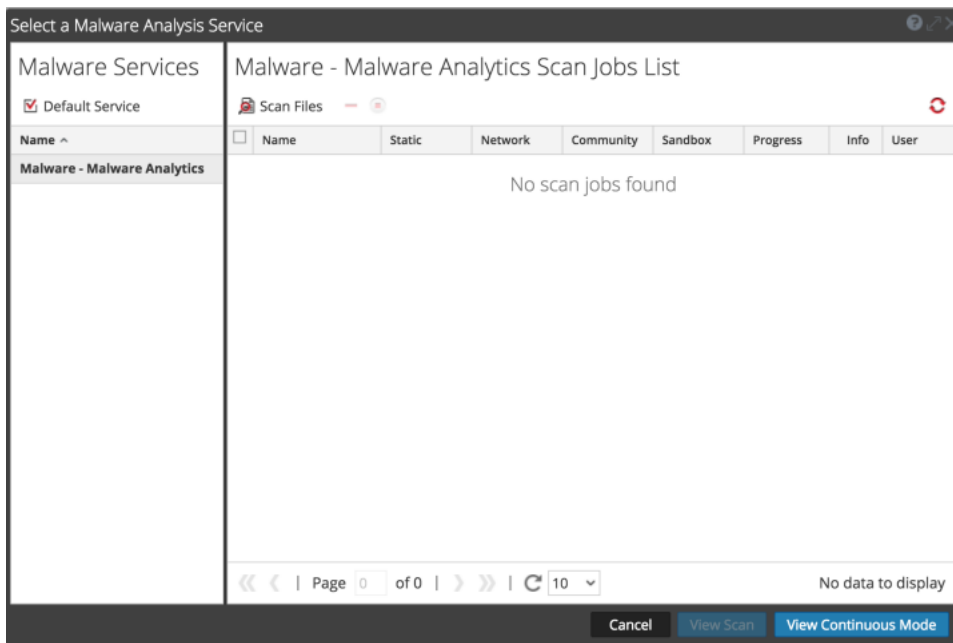 Select a Malware Analysis Service
Malware Services
Default Service
Name
Malware - Malware Analytics
Malware - Malware Analytics Scan Jobs List
Scan Files
Name Static Network Community Sandbox Progress Info User
No scan jobs found
Page 0 of 0 10 No data to display
Cancel View Scan View Continuous Mode